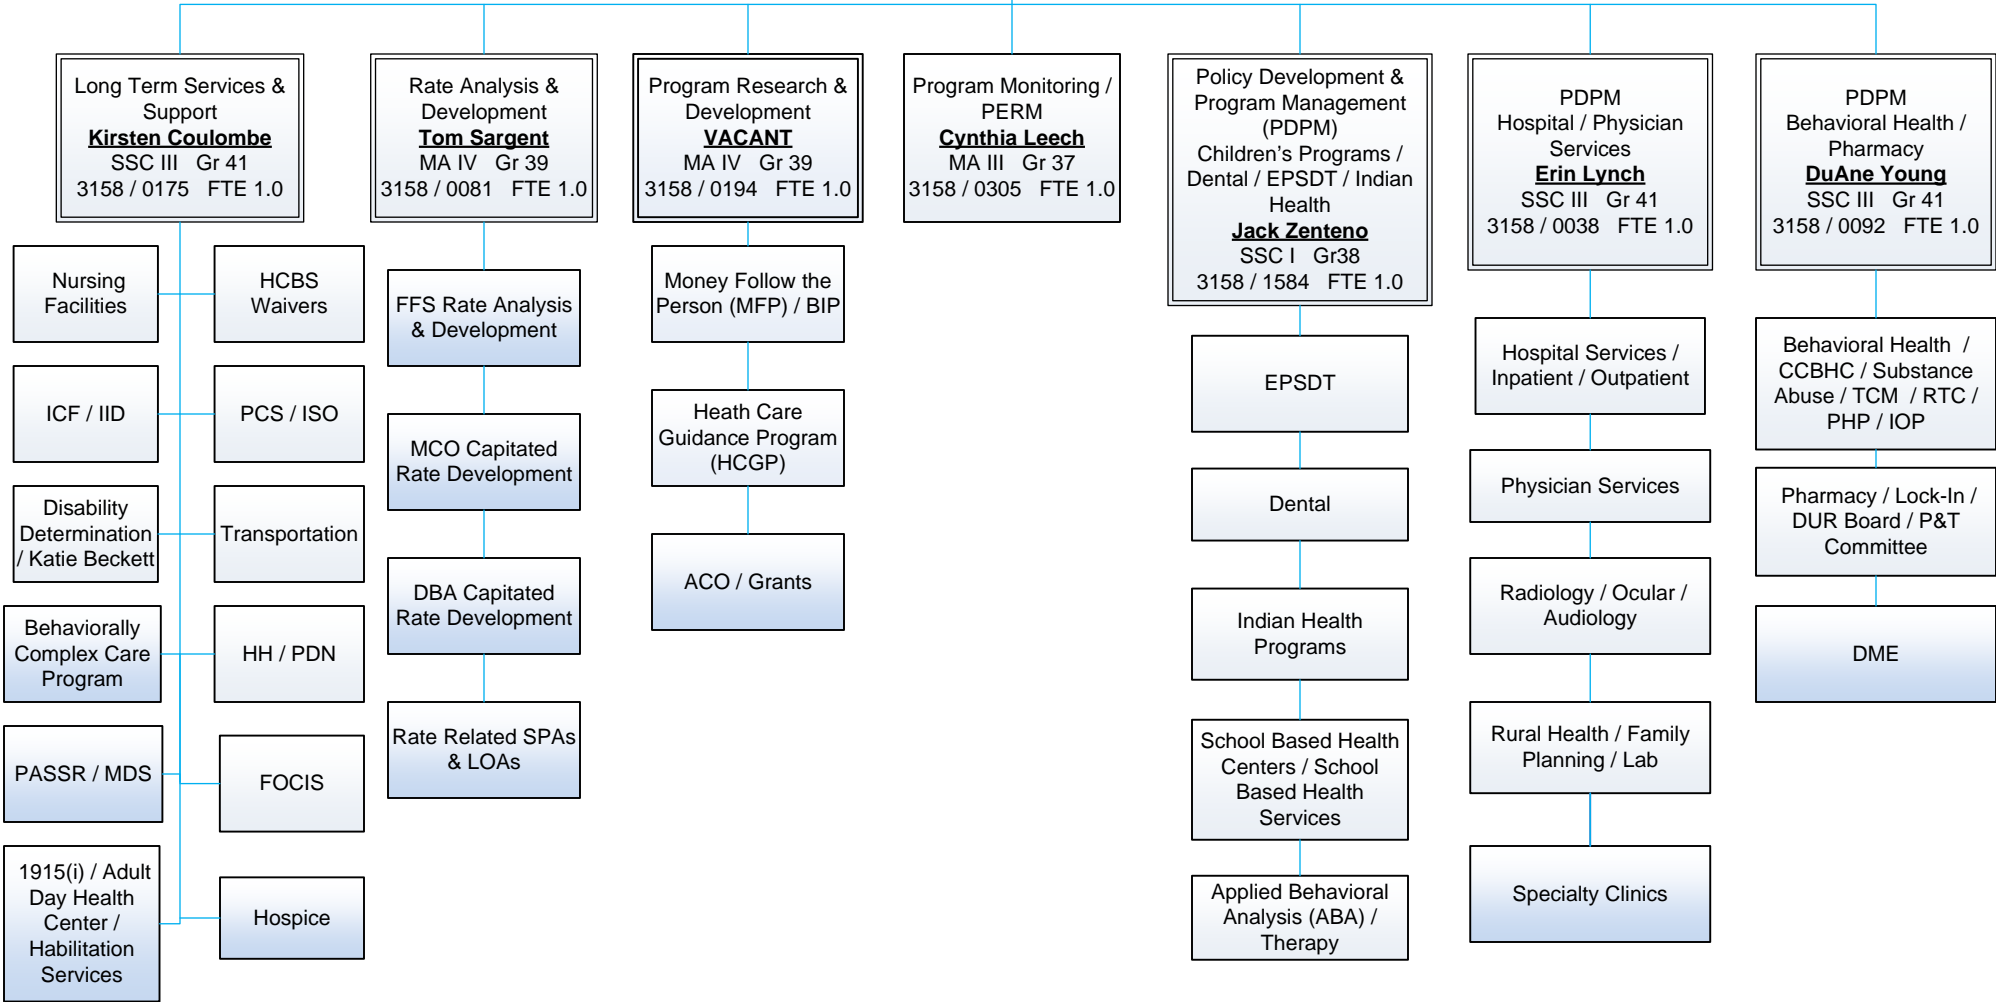 Long Term Services &
Support
Kirsten Coulombe
SSC III Gr 41
3158 / 0175 FTE 1.0
Rate Analysis &
Development
Tom Sargent
MA IV Gr 39
3158 / 0081 FTE 1.0
Program Research &
Development
VACANT
MA IV Gr 39
3158 / 0194 FTE 1.0
Program Monitoring /
PERM
Cynthia Leech
MA III Gr 37
3158 / 0305 FTE 1.0
Policy Development &
Program Management
(PDPM)
Children's Programs /
Dental / EPSDT / Indian
Health
Jack Zenteno
SSC I Gr38
3158 / 1584 FTE 1.0
PDPM
Hospital / Physician
Services
Erin Lynch
SSC III Gr 41
3158 / 0038 FTE 1.0
PDPM
Behavioral Health /
Pharmacy
DuAne Young
SSC III Gr 41
3158 / 0092 FTE 1.0
Nursing
Facilities
HCBS
Waivers
ICF / IID
PCS / ISO
Disability
Determination
/ Katie Beckett
Transportation
Behaviorally
Complex Care
Program
HH / PDN
PASSR / MDS
FOCIS
1915(i) / Adult
Day Health
Center /
Habilitation
Services
Hospice
FFS Rate Analysis
& Development
MCO Capitated
Rate Development
DBA Capitated
Rate Development
Rate Related SPAs
& LOAs
Money Follow the
Person (MFP) / BIP
Heath Care
Guidance Program
(HCGP)
ACO / Grants
EPSDT
Dental
Indian Health
Programs
School Based Health
Centers / School
Based Health
Services
Applied Behavioral
Analysis (ABA) /
Therapy
Hospital Services /
Inpatient / Outpatient
Physician Services
Radiology / Ocular /
Audiology
Rural Health / Family
Planning / Lab
Specialty Clinics
Behavioral Health /
CCBHC / Substance
Abuse / TCM / RTC /
PHP / IOP
Pharmacy / Lock-In /
DUR Board / P&T
Committee
DME